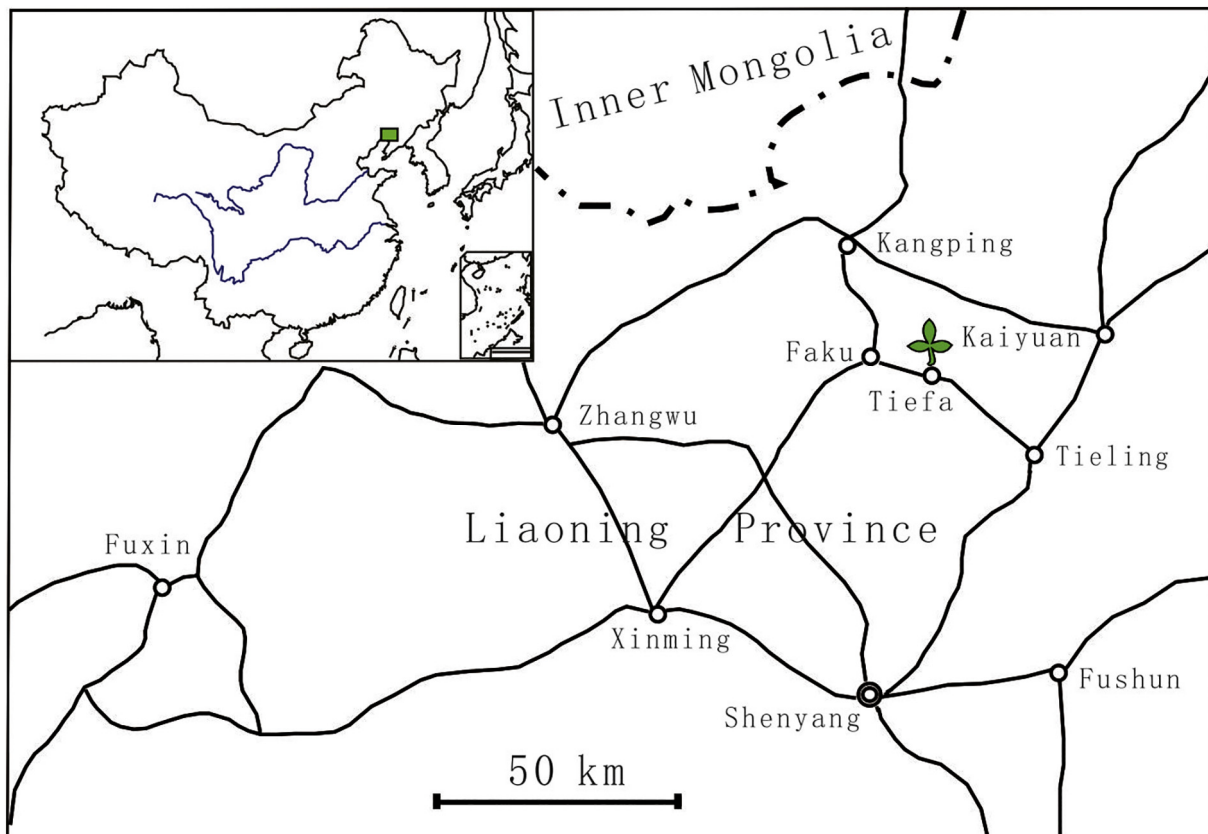 Inner Mongolia
Kangping
Kaiyuan
Faku
Tiefa
Zhangwu
Tieling
Liaoning Province
Fuxin
Xinming
Fushun
Shenyang
50 km